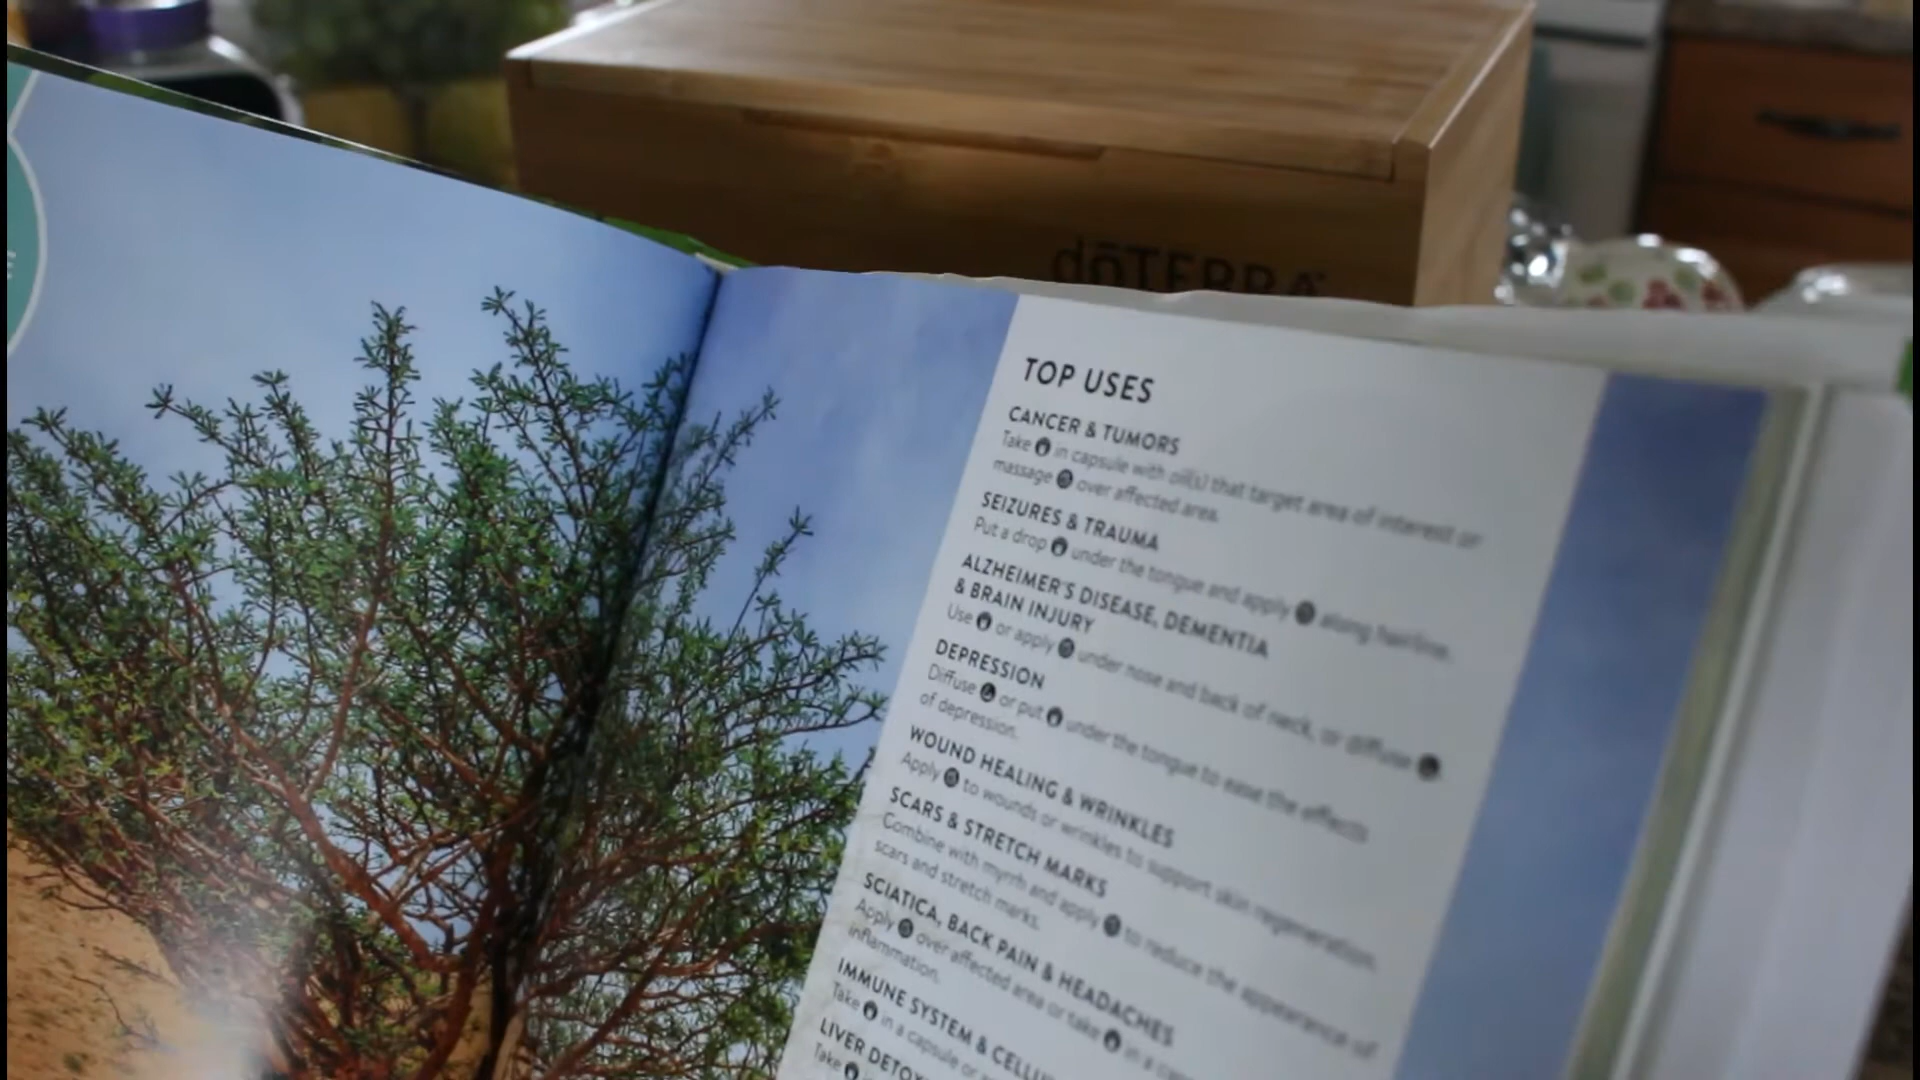 dōTERRA
TOP USES
CANCER & TUMORS
Take in capsule with oil(s) that target area of interest or
massage over affected area.
SEIZURES & TRAUMA
Put a drop under the tongue and apply along hairline.
ALZHEIMER'S DISEASE, DEMENTIA
& BRAIN INJURY
Use or apply under nose and back of neck, or diffuse
DEPRESSION
Diffuse or put under the tongue to ease the effects
of depression.
WOUND HEALING & WRINKLES
Apply to wounds or wrinkles to support skin regeneration.
SCARS & STRETCH MARKS
Combine with myrrh and apply to reduce the appearance of
scars and stretch marks.
SCIATICA, BACK PAIN & HEADACHES
Apply over affected area or take in a
inflammation.
IMMUNE SYSTEM &
Take in a capsule or
LIVER
Take